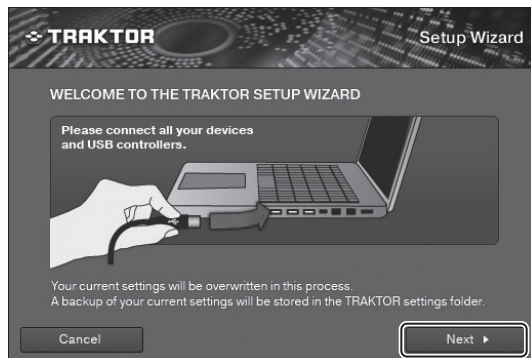 TRAKTOR
Setup Wizard
WELCOME TO THE TRAKTOR SETUP WIZARD
Please connect all your devices
and USB controllers.
Your current settings will be overwritten in this process.
A backup of your current settings will be stored in the TRAKTOR settings folder.
Cancel
Next